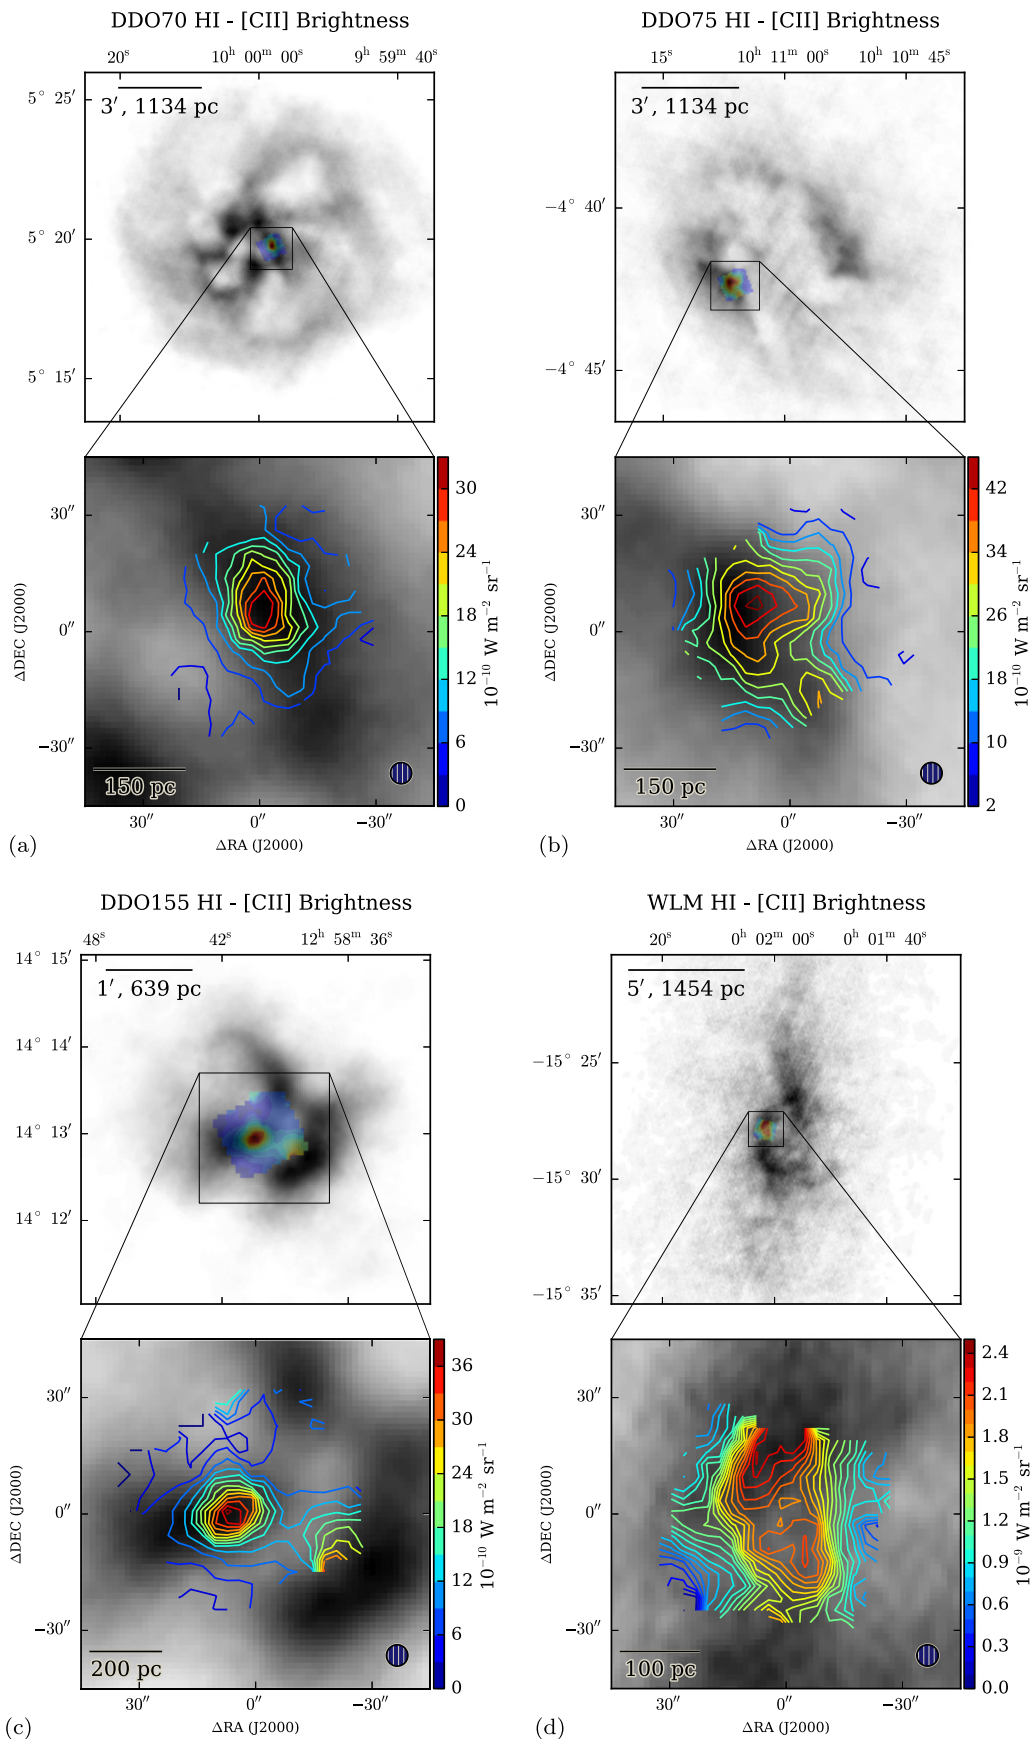 DDO70 HI - [CII] Brightness
20ˢ 10ʰ 00ᵐ 00ˢ 9ʰ 59ᵐ 40ˢ
3′, 1134 pc
5° 25′
5° 20′
5° 15′
30″
0″
−30″
ΔDEC (J2000)
150 pc
30″ 0″ −30″
ΔRA (J2000)
30
24
18
12
6
0
10⁻¹⁰ W m⁻² sr⁻¹
(a)
DDO75 HI - [CII] Brightness
15ˢ 10ʰ 11ᵐ 00ˢ 10ʰ 10ᵐ 45ˢ
3′, 1134 pc
−4° 40′
−4° 45′
30″
0″
−30″
ΔDEC (J2000)
150 pc
30″ 0″ −30″
ΔRA (J2000)
42
34
26
18
10
2
10⁻¹⁰ W m⁻² sr⁻¹
(b)
DDO155 HI - [CII] Brightness
48ˢ 42ˢ 12ʰ 58ᵐ 36ˢ
14° 15′
1′, 639 pc
14° 14′
14° 13′
14° 12′
30″
0″
−30″
ΔDEC (J2000)
200 pc
30″ 0″ −30″
ΔRA (J2000)
36
30
24
18
12
6
0
10⁻¹⁰ W m⁻² sr⁻¹
(c)
WLM HI - [CII] Brightness
20ˢ 0ʰ 02ᵐ 00ˢ 0ʰ 01ᵐ 40ˢ
5′, 1454 pc
−15° 25′
−15° 30′
−15° 35′
30″
0″
−30″
ΔDEC (J2000)
100 pc
30″ 0″ −30″
ΔRA (J2000)
2.4
2.1
1.8
1.5
1.2
0.9
0.6
0.3
0.0
10⁻⁹ W m⁻² sr⁻¹
(d)